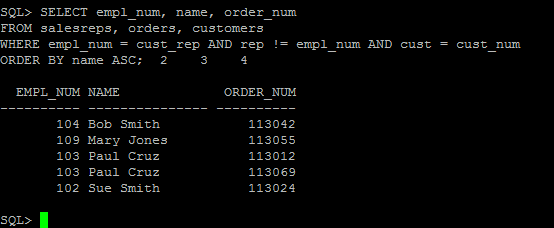 SQL> SELECT empl_num, name, order_num
FROM salesreps, orders, customers
WHERE empl_num = cust_rep AND rep != empl_num AND cust = cust_num
ORDER BY name ASC;  2    3    4
EMPL_NUM NAME            ORDER_NUM
---------- --------------- ----------
104 Bob Smith           113042
109 Mary Jones          113055
103 Paul Cruz           113012
103 Paul Cruz           113069
102 Sue Smith           113024
SQL>